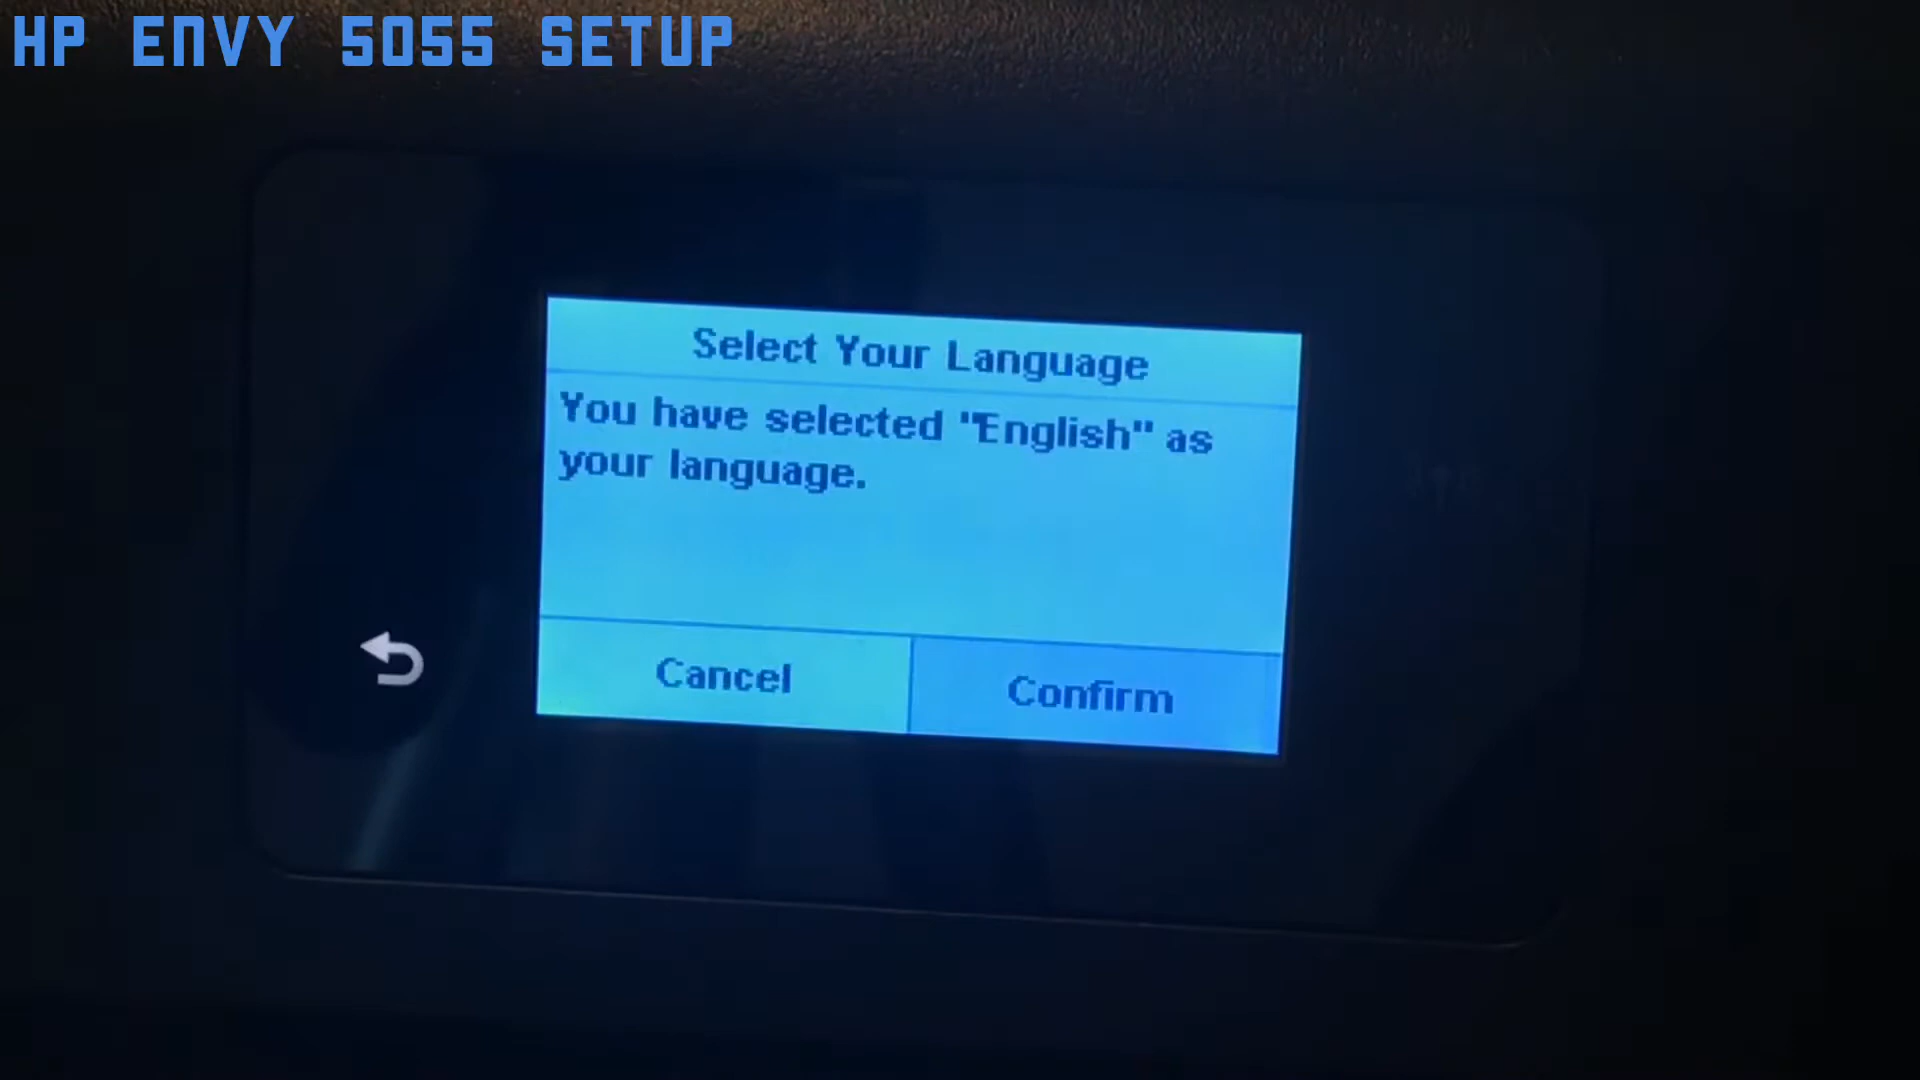 HP ENVY 5055 SETUP
Select Your Language
You have selected "English" as
your language.
Cancel
Confirm